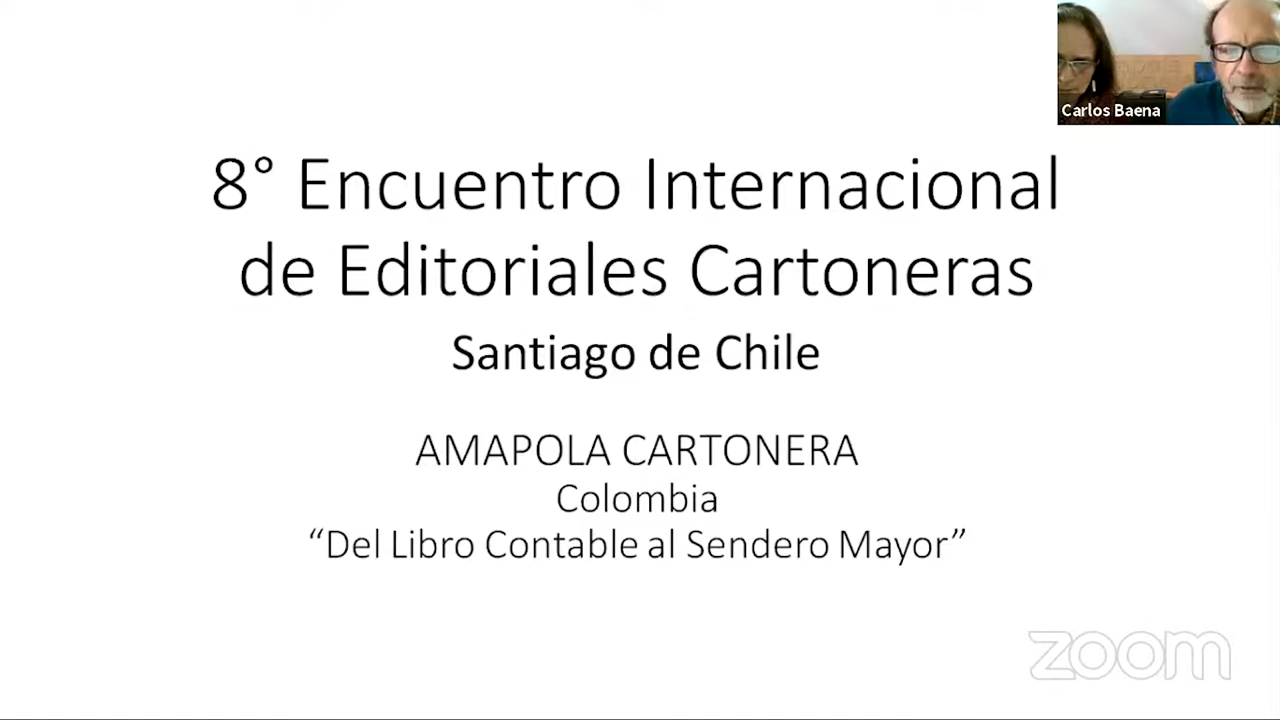 Carlos Baena
8° Encuentro Internacional
de Editoriales Cartoneras
Santiago de Chile
AMAPOLA CARTONERA
Colombia
“Del Libro Contable al Sendero Mayor”
zoom